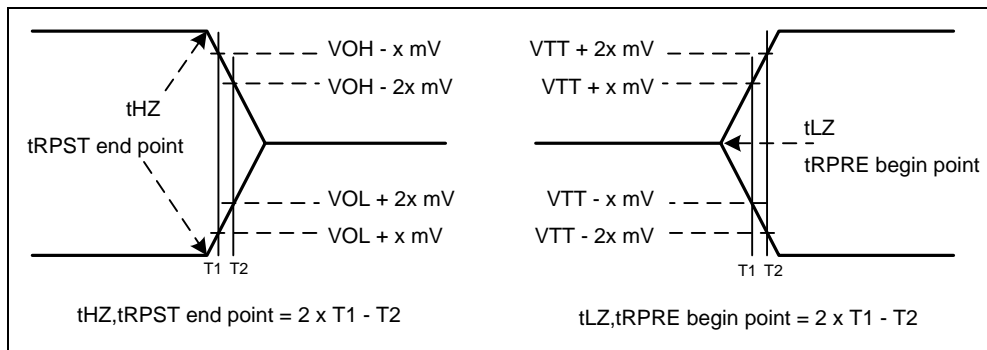 VOH - x mV
VOH - 2x mV
tHZ
tRPST end point
VOL + 2x mV
VOL + x mV
T1 T2
tHZ,tRPST end point = 2 x T1 - T2
VTT + 2x mV
VTT + x mV
tLZ
tRPRE begin point
VTT - x mV
VTT - 2x mV
T1 T2
tLZ,tRPRE begin point = 2 x T1 - T2